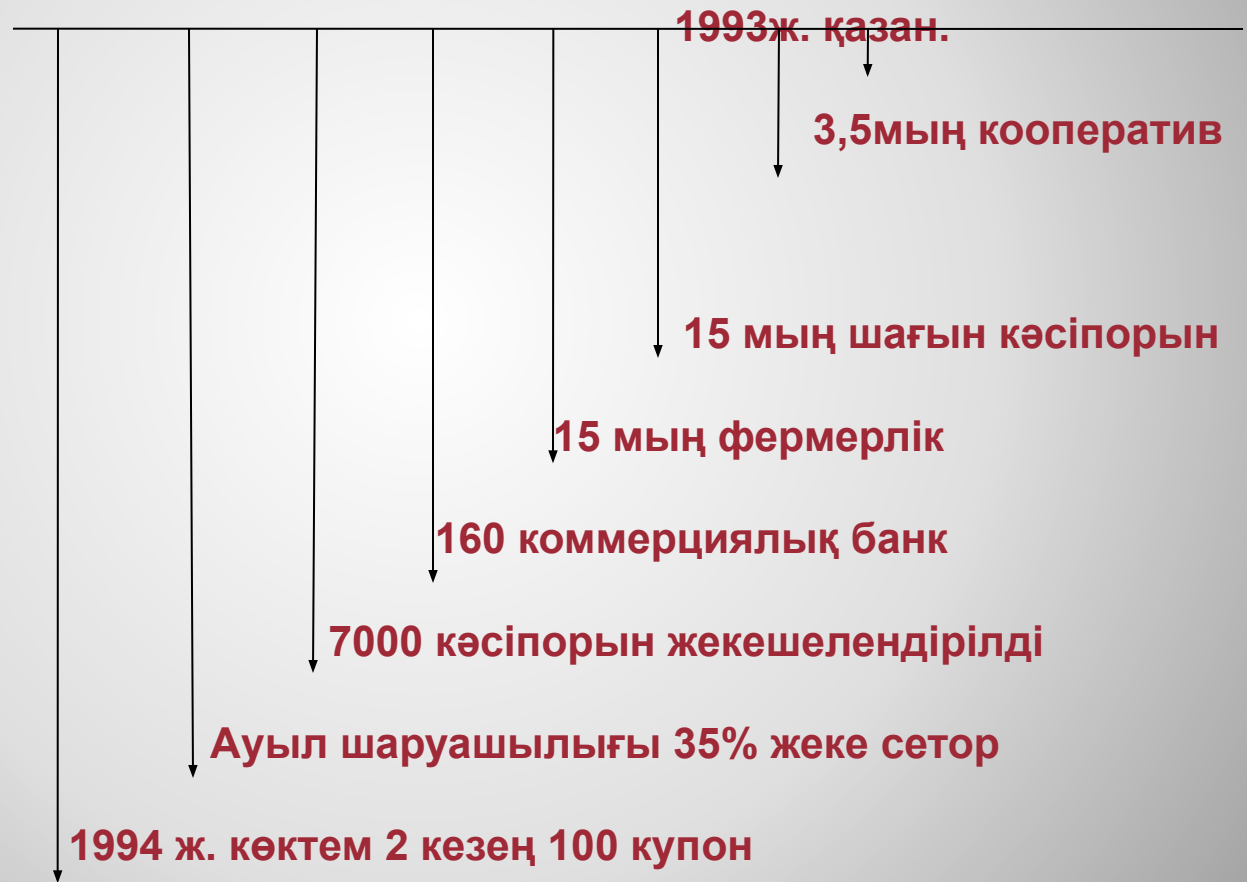 1993ж. қазан.
3,5мың кооператив
15 мың шағын кәсіпорын
15 мың фермерлік
160 коммерциялық банк
7000 кәсіпорын жекешелендірілді
Ауыл шаруашылығы 35% жеке сетор
1994 ж. көктем 2 кезең 100 купон